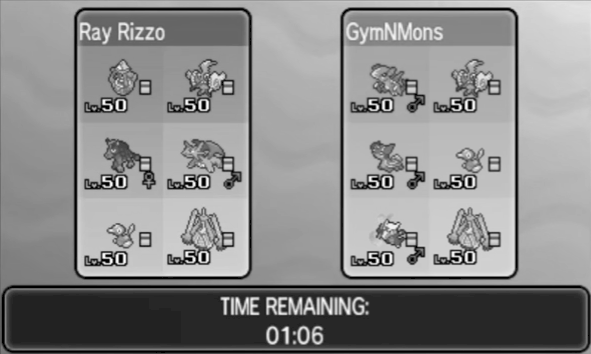 Ray Rizzo
Lv.50 Lv.50
Lv.50 ♀ Lv.50 ♂
Lv.50 Lv.50
GymNMons
Lv.50 ♂ Lv.50
Lv.50 ♂ Lv.50
Lv.50 ♂ Lv.50
TIME REMAINING:
01:06